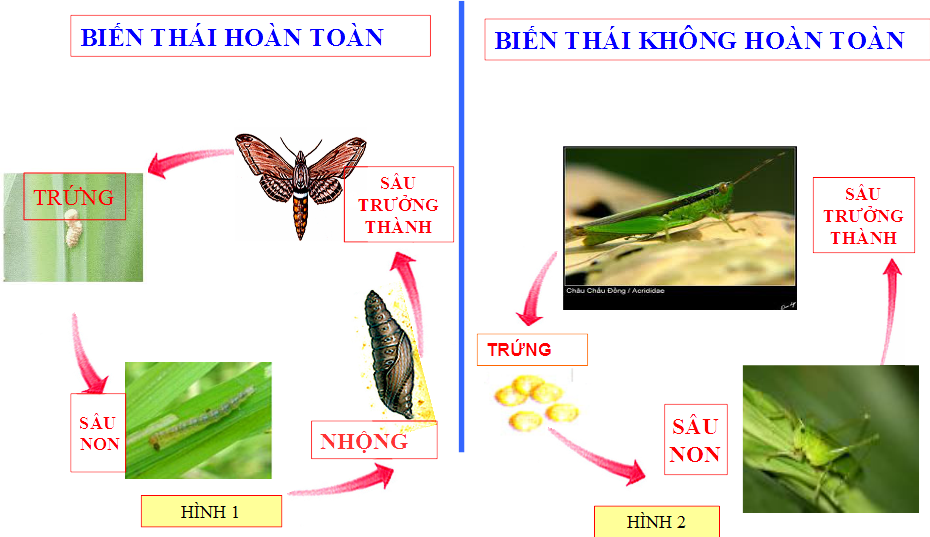 BIẾN THÁI HOÀN TOÀN
TRỨNG
SÂU
TRƯỞNG
THÀNH
SÂU
NON
NHỘNG
HÌNH 1
BIẾN THÁI KHÔNG HOÀN TOÀN
Châu Chấu Đồng / Acrididae
SÂU
TRƯỞNG
THÀNH
TRỨNG
SÂU
NON
HÌNH 2